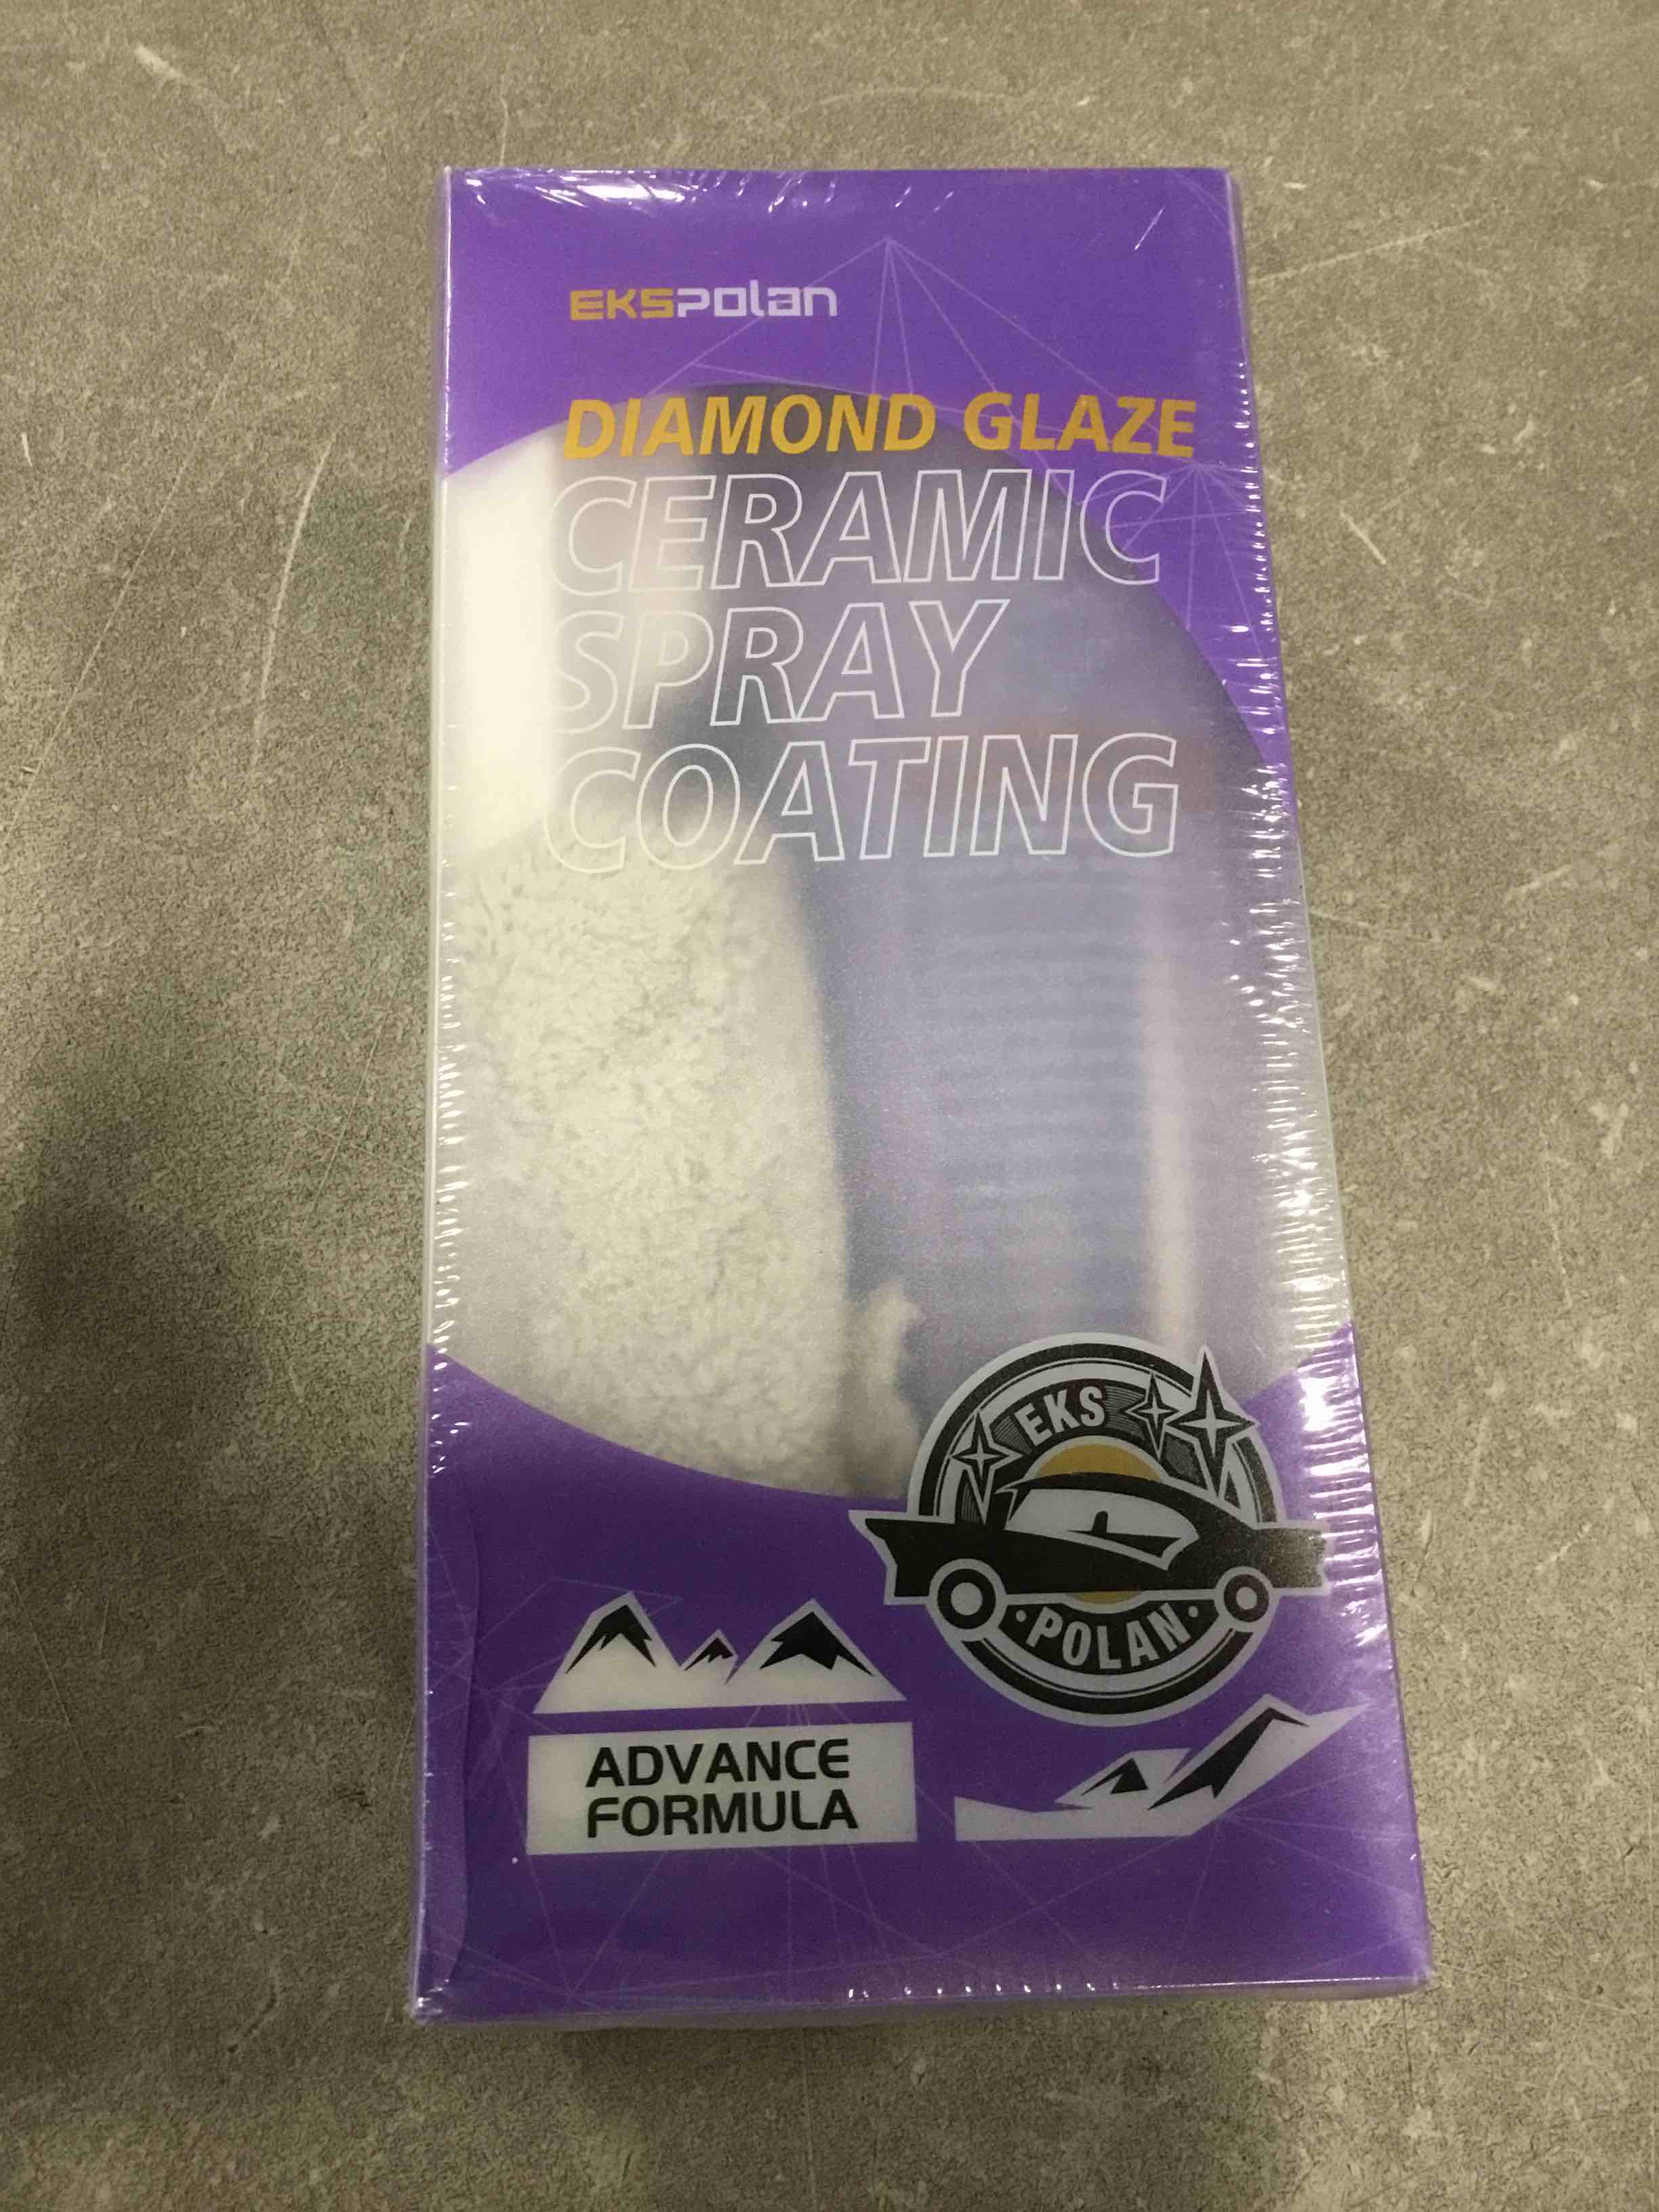 EKSPolan
DIAMOND GLAZE
CERAMIC
SPRAY
COATING
EKS
POLAN
ADVANCE
FORMULA